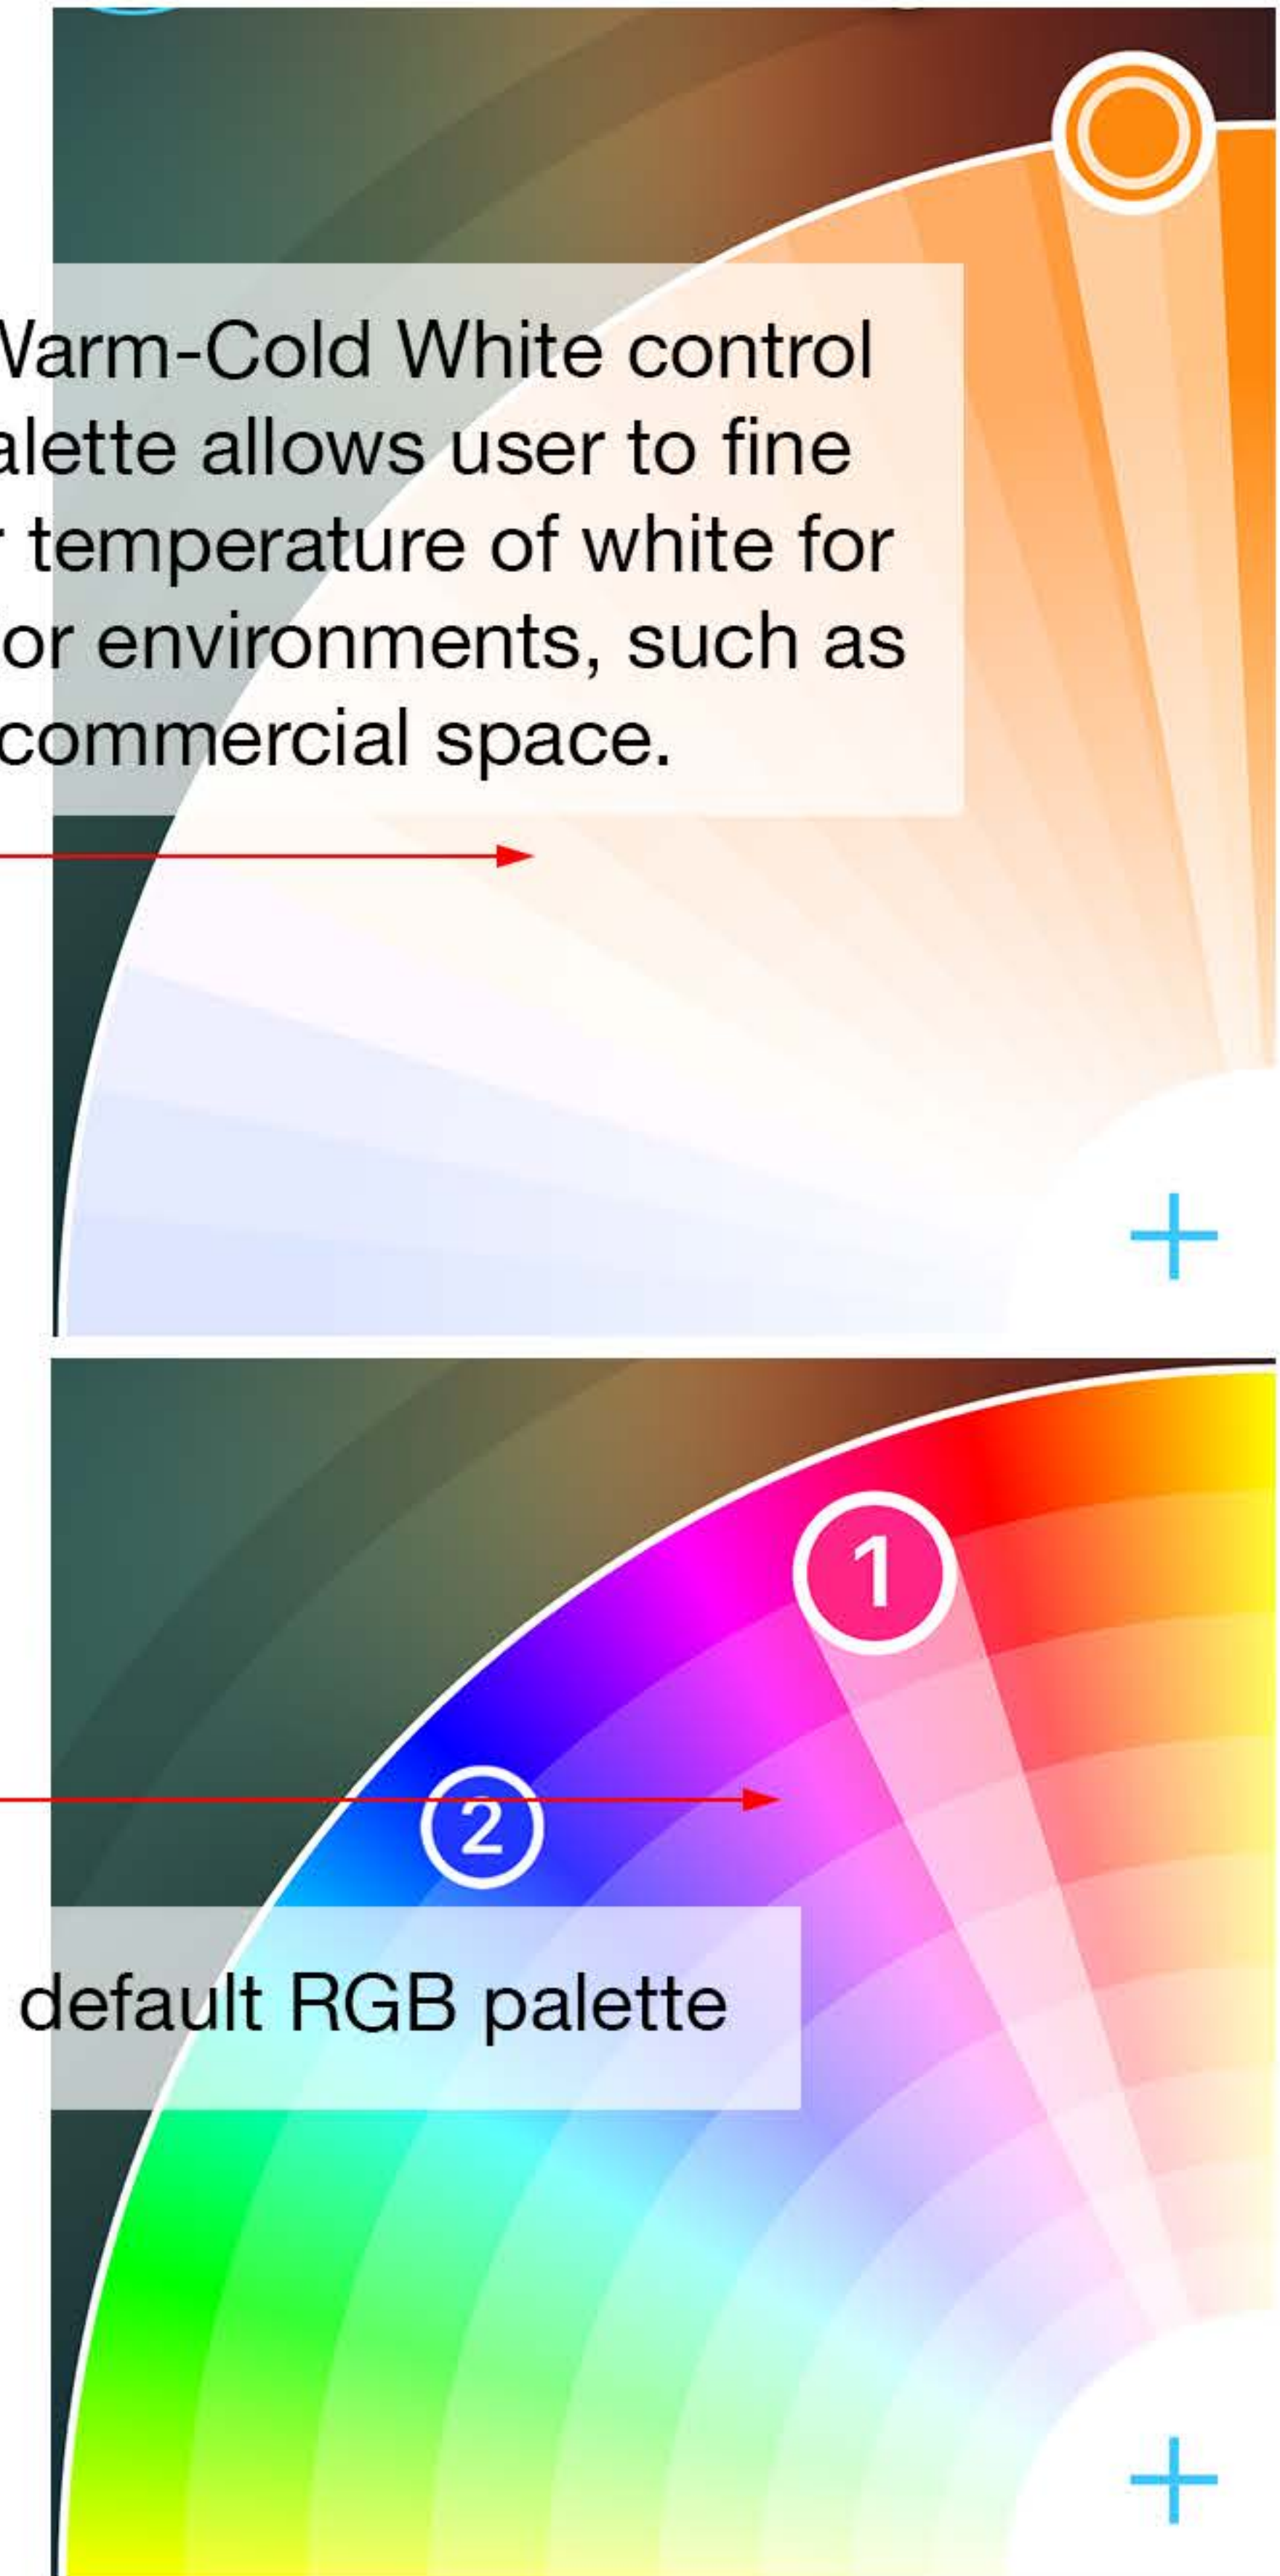 Warm-Cold White control
alette allows user to fine
temperature of white for
or environments, such as
commercial space.
1
2
default RGB palette